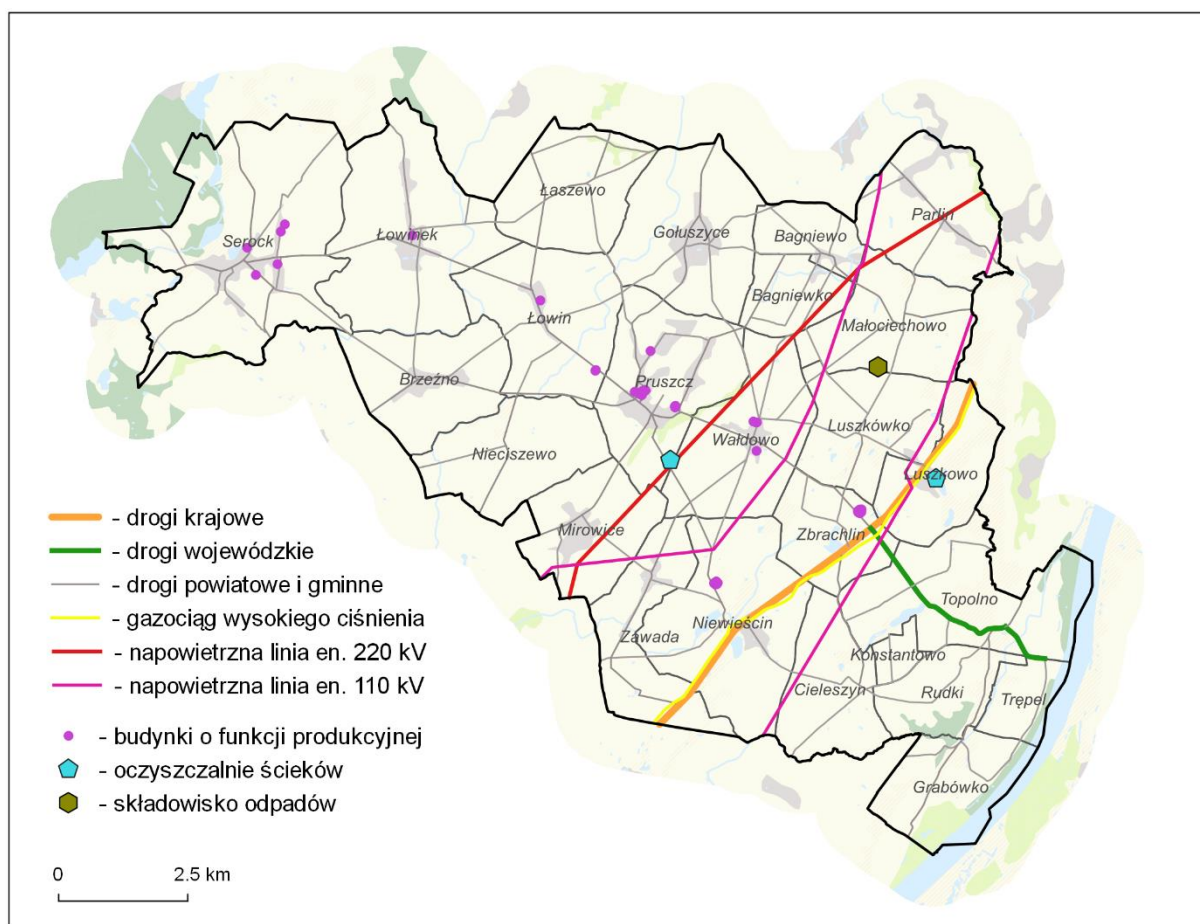 Łaszewo
Parlin
Gołuszyce
Bagniewo
Serock
Łowinek
Bagniewko
Łowin
Małociechowo
Brzeźno
Pruszcz
Luszkówko
Wałdowo
Nieciszewo
Luszkowo
Mirowice
Zbrachlin
Topolno
Niewieścin
Zawada
Konstantowo
Cieleszyn
Rudki
Trępel
Grabówko
- drogi krajowe
- drogi wojewódzkie
- drogi powiatowe i gminne
- gazociąg wysokiego ciśnienia
- napowietrzna linia en. 220 kV
- napowietrzna linia en. 110 kV
- budynki o funkcji produkcyjnej
- oczyszczalnie ścieków
- składowisko odpadów
0 2.5 km